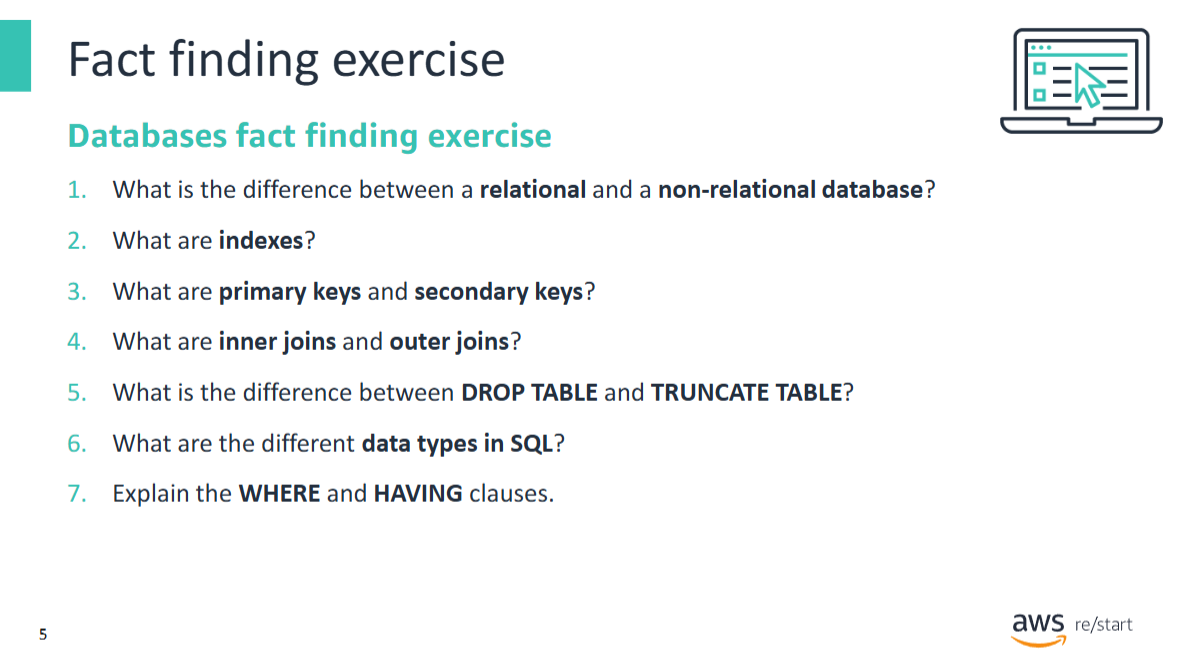 Fact finding exercise
Databases fact finding exercise
1. What is the difference between a relational and a non-relational database?
2. What are indexes?
3. What are primary keys and secondary keys?
4. What are inner joins and outer joins?
5. What is the difference between DROP TABLE and TRUNCATE TABLE?
6. What are the different data types in SQL?
7. Explain the WHERE and HAVING clauses.
5
aws re/start